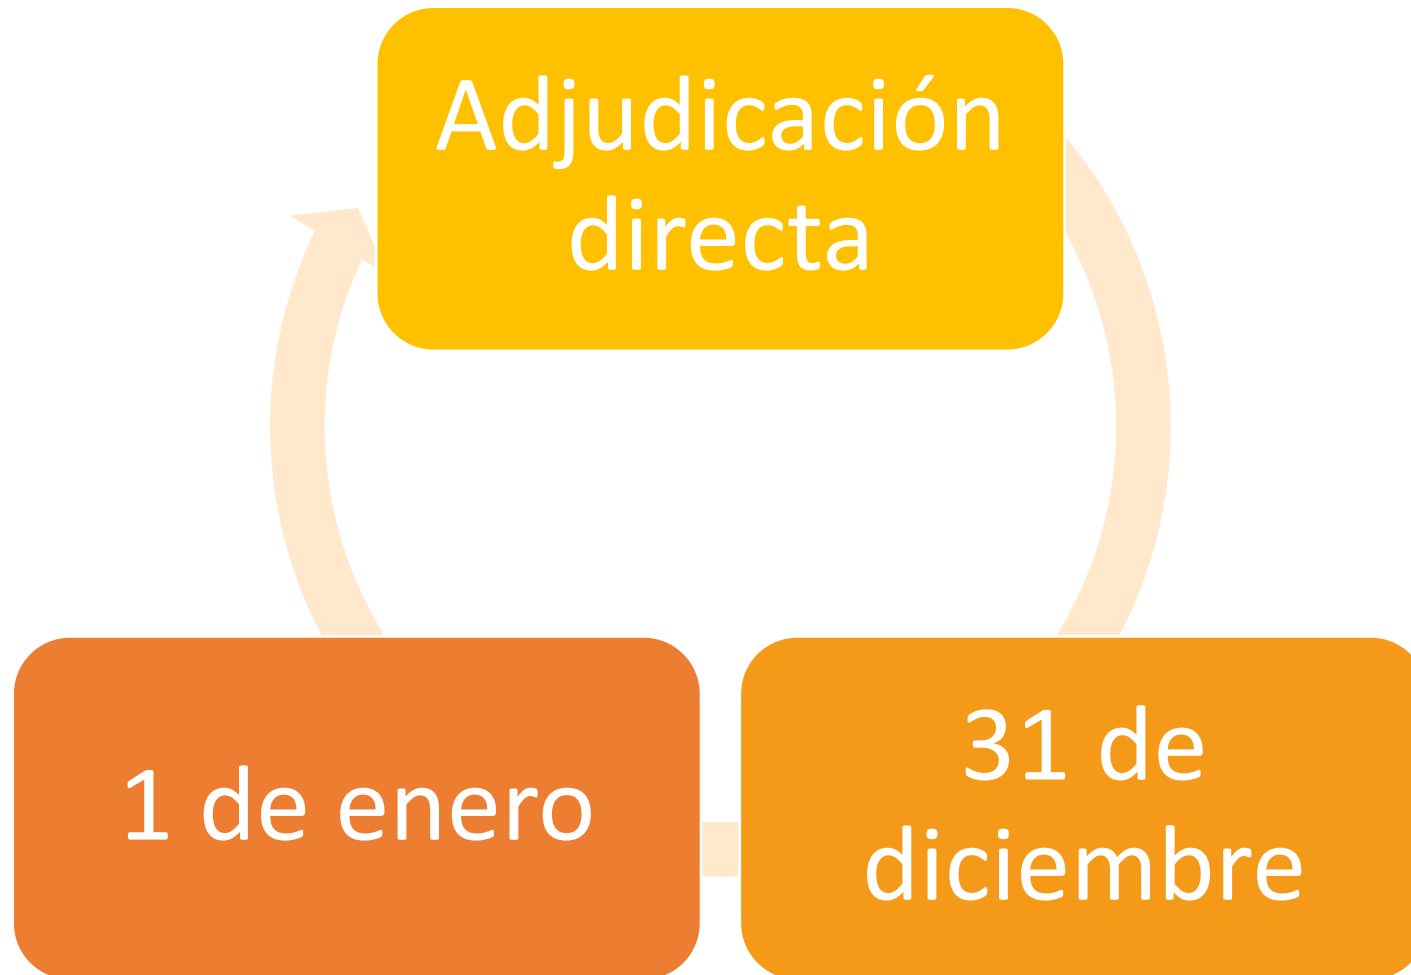 Adjudicación
directa
1 de enero
31 de
diciembre